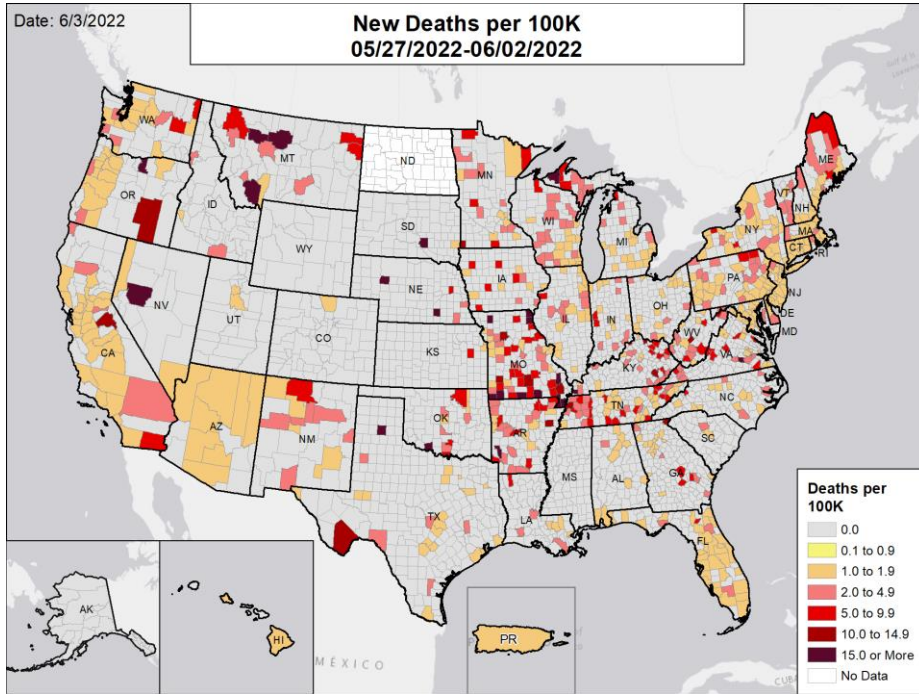 Date: 6/3/2022
New Deaths per 100K
05/27/2022-06/02/2022
WA
MT
ND
MN
ME
OR
ID
SD
WI
VT
NH
WY
MI
NY
MA
CT
RI
NV
NE
IA
PA
NJ
UT
CO
IL
IN
OH
DE
MD
CA
KS
MO
WV
VA
KY
AZ
NM
OK
AR
TN
NC
SC
MS
AL
GA
TX
LA
FL
AK
HI
PR
MÉXICO
CUBA
Deaths per
100K
0.0
0.1 to 0.9
1.0 to 1.9
2.0 to 4.9
5.0 to 9.9
10.0 to 14.9
15.0 or More
No Data